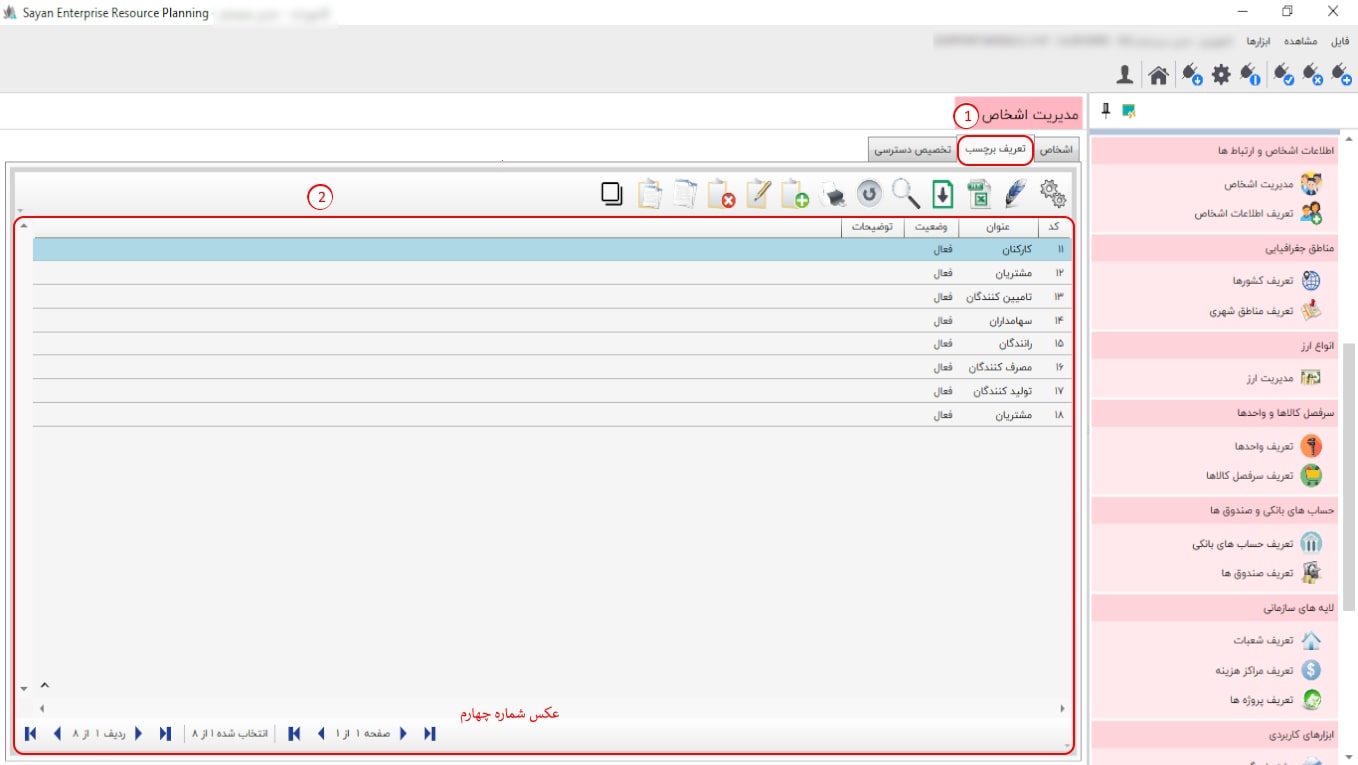 Sayan Enterprise Resource Planning
فایل مشاهده ابزارها
مدیریت اشخاص 1
اشخاص تعریف برچسب تخصیص دسترسی
2
کد عنوان وضعیت توضیحات
۱۱ کارکنان فعال
۱۲ مشتریان فعال
۱۳ تامیین کنندگان فعال
۱۴ سهامداران فعال
۱۵ رانندگان فعال
۱۶ مصرف کنندگان فعال
۱۷ تولید کنندگان فعال
۱۸ مشتریان فعال
عکس شماره چهارم
صفحه ۱ از ۱ انتخاب شده ۱ از ۸ ردیف ۱ از ۸
اطلاعات اشخاص و ارتباط ها
مدیریت اشخاص
تعریف اطلاعات اشخاص
مناطق جغرافیایی
تعریف کشورها
تعریف مناطق شهری
انواع ارز
مدیریت ارز
سرفصل کالاها و واحدها
تعریف واحدها
تعریف سرفصل کالاها
حساب های بانکی و صندوق ها
تعریف حساب های بانکی
تعریف صندوق ها
لایه های سازمانی
تعریف شعبات
تعریف مراکز هزینه
تعریف پروژه ها
ابزارهای کاربردی